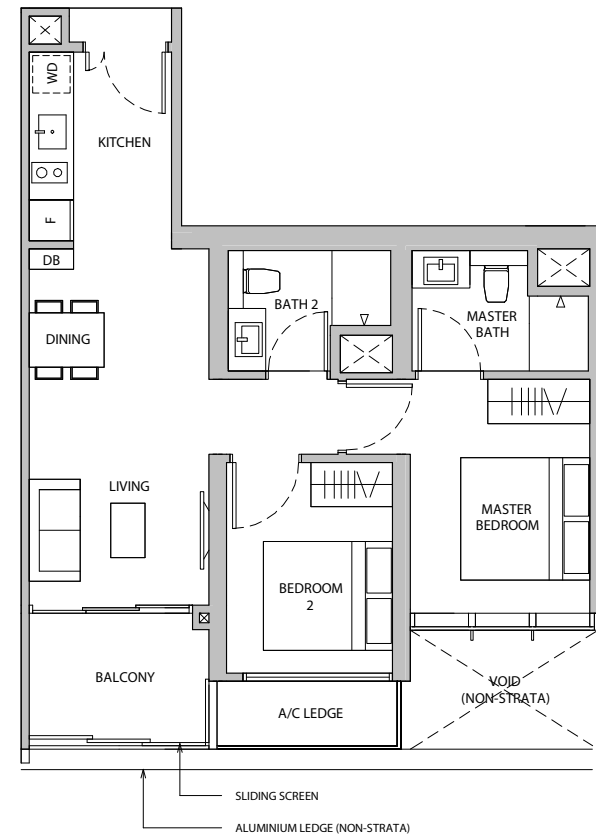 WD
KITCHEN
F
DB
BATH 2
MASTER
BATH
DINING
LIVING
MASTER
BEDROOM
BEDROOM
2
BALCONY
VOID
(NON-STRATA)
A/C LEDGE
SLIDING SCREEN
ALUMINIUM LEDGE (NON-STRATA)